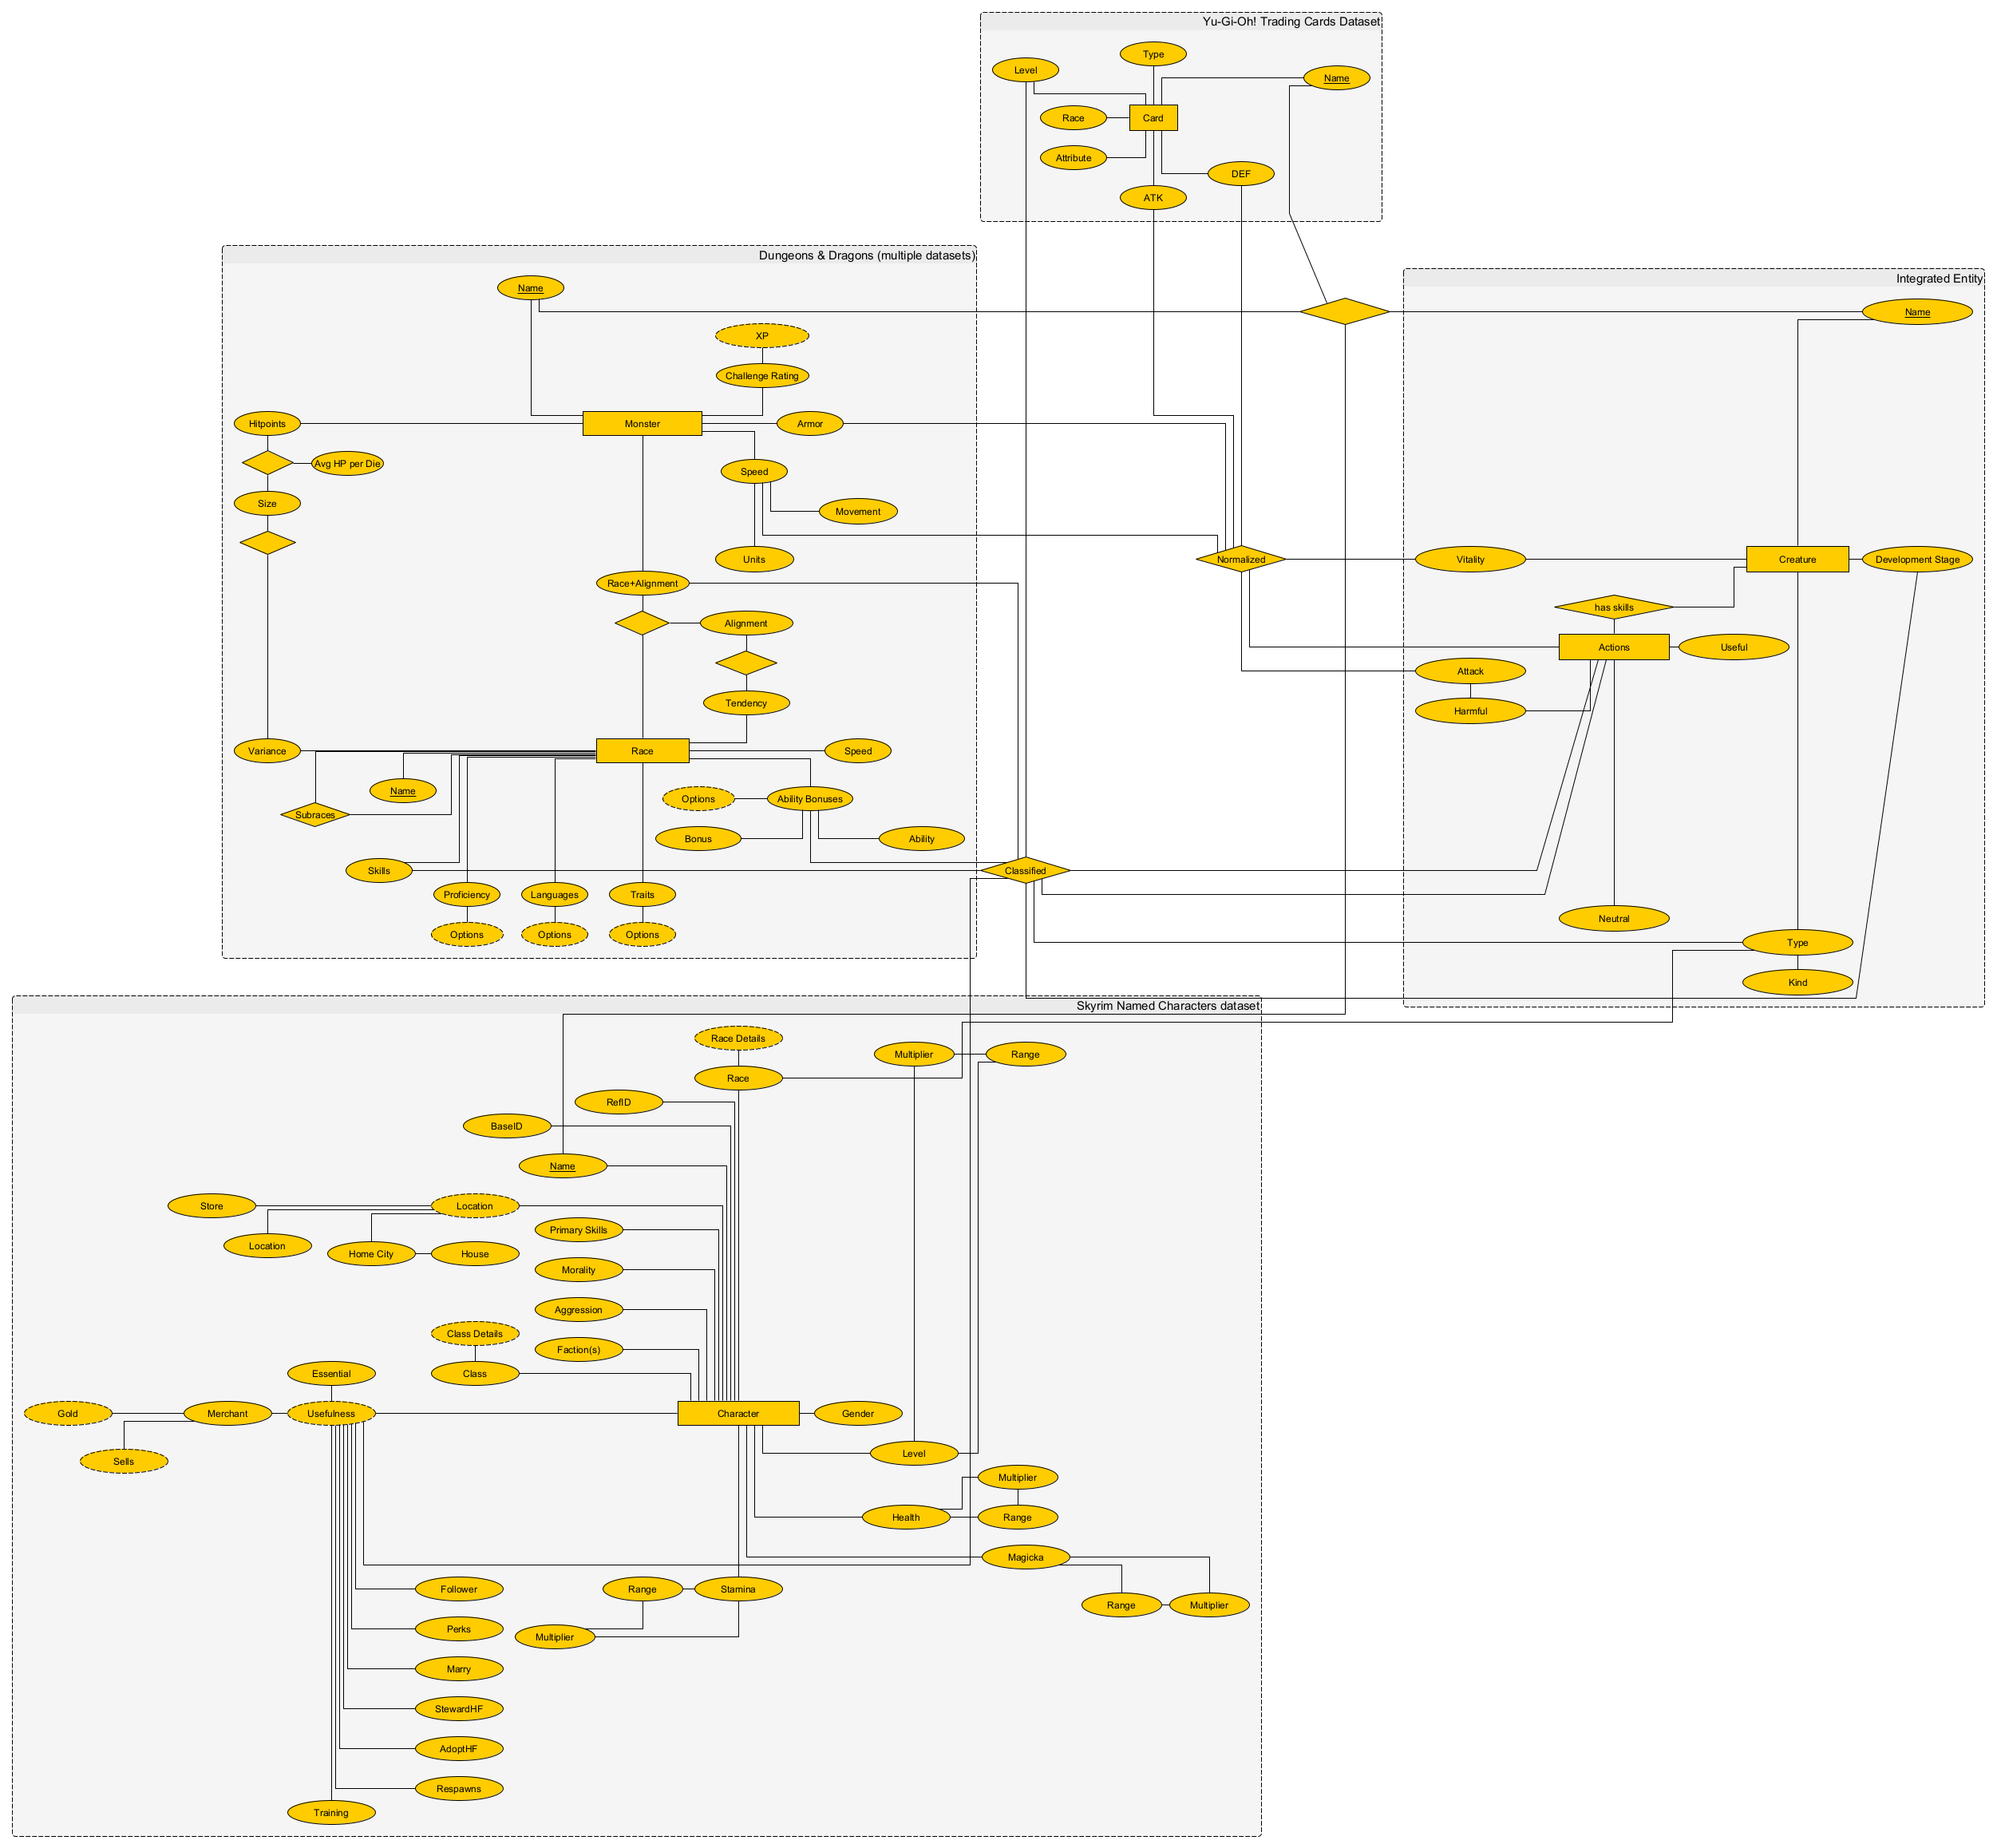 Yu-Gi-Oh! Trading Cards Dataset
Type
Level
Name
Race
Card
Attribute
DEF
ATK
Dungeons & Dragons (multiple datasets)
Name
XP
Challenge Rating
Hitpoints
Monster
Armor
Avg HP per Die
Speed
Size
Movement
Units
Race+Alignment
Alignment
Tendency
Variance
Race
Speed
Name
Options
Ability Bonuses
Subraces
Bonus
Ability
Skills
Proficiency
Languages
Traits
Options
Options
Options
Normalized
Classified
Integrated Entity
Name
Vitality
Creature
Development Stage
has skills
Actions
Useful
Attack
Harmful
Neutral
Type
Kind
Skyrim Named Characters dataset
Race Details
Multiplier
Range
Race
RefID
BaseID
Name
Store
Location
Primary Skills
Location
Home City
House
Morality
Aggression
Class Details
Faction(s)
Essential
Class
Gold
Merchant
Usefulness
Character
Gender
Level
Sells
Multiplier
Health
Range
Magicka
Follower
Range
Stamina
Range
Multiplier
Perks
Multiplier
Marry
StewardHF
AdoptHF
Respawns
Training